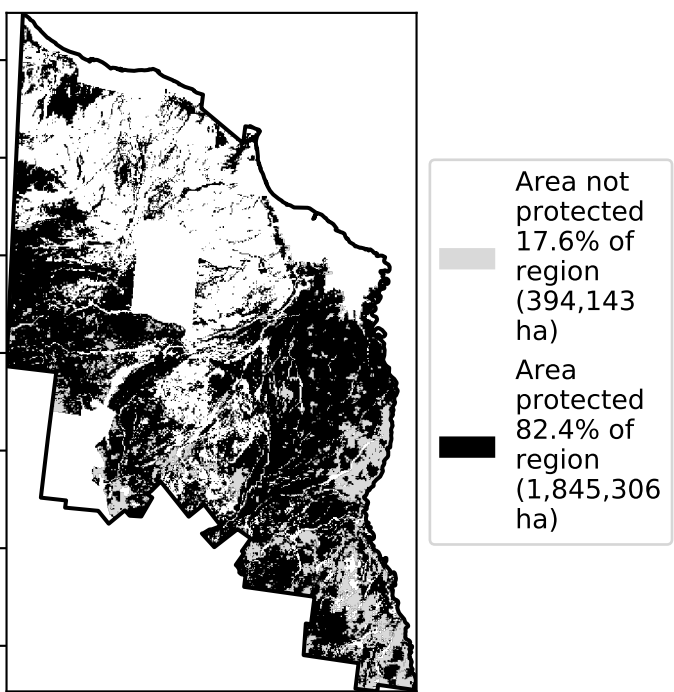 Area not
protected
17.6% of
region
(394,143
ha)
Area
protected
82.4% of
region
(1,845,306
ha)